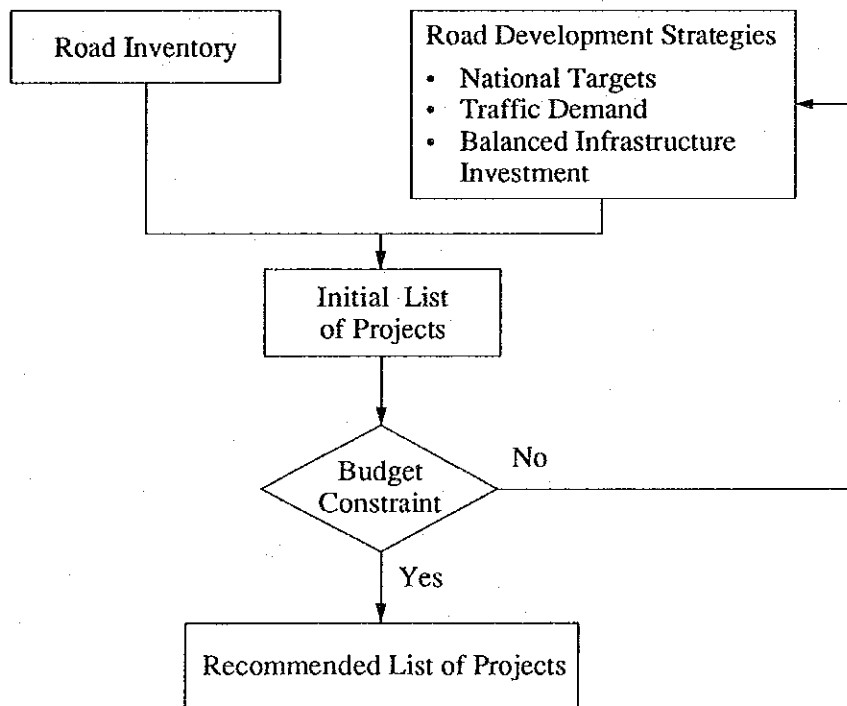 Road Inventory
Road Development Strategies
• National Targets
• Traffic Demand
• Balanced Infrastructure
Investment
Initial List
of Projects
Budget
Constraint
No
Yes
Recommended List of Projects